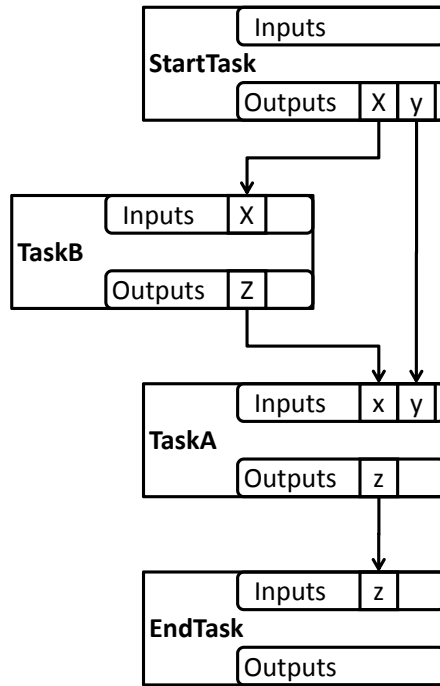 Inputs
StartTask
Outputs X y
Inputs X
TaskB
Outputs Z
Inputs x y
TaskA
Outputs z
Inputs z
EndTask
Outputs